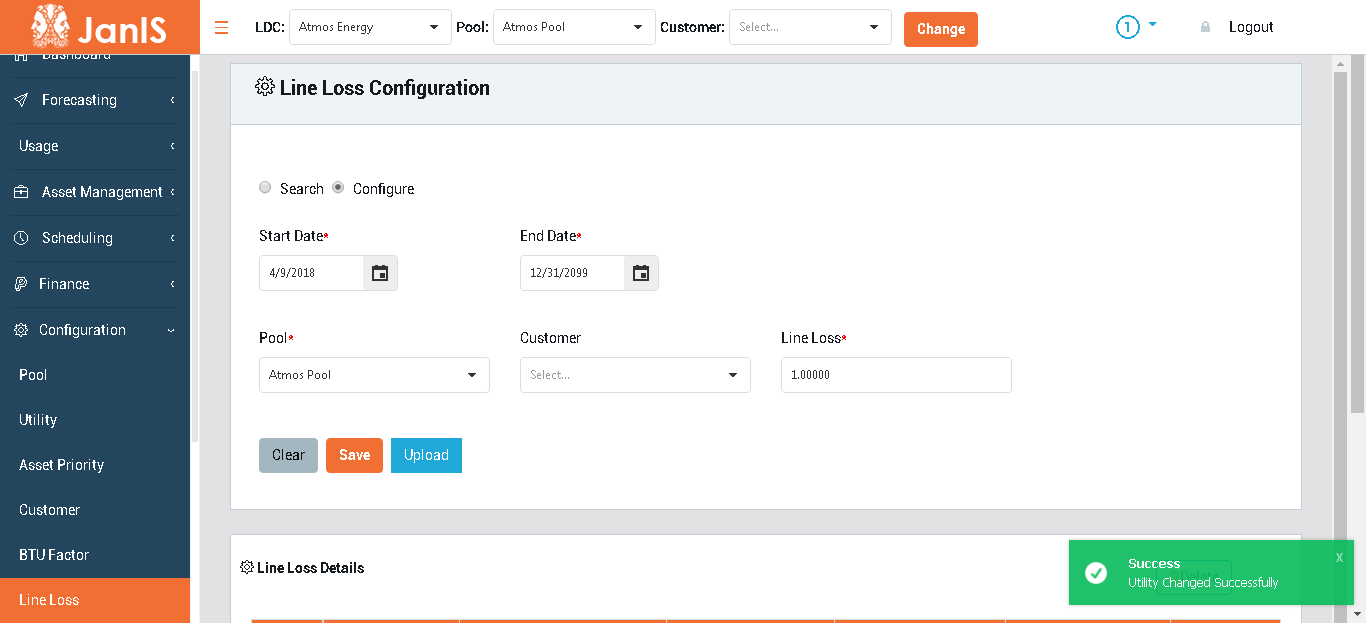 JanIS
LDC: Atmos Energy Pool: Atmos Pool Customer: Select... Change 1 Logout
Dashboard
Forecasting
Usage
Asset Management
Scheduling
Finance
Configuration
Pool
Utility
Asset Priority
Customer
BTU Factor
Line Loss
Line Loss Configuration
Search Configure
Start Date* End Date*
4/9/2018 12/31/2099
Pool* Customer Line Loss*
Atmos Pool Select... 1.00000
Clear Save Upload
Line Loss Details
Success X
Utility Changed Successfully